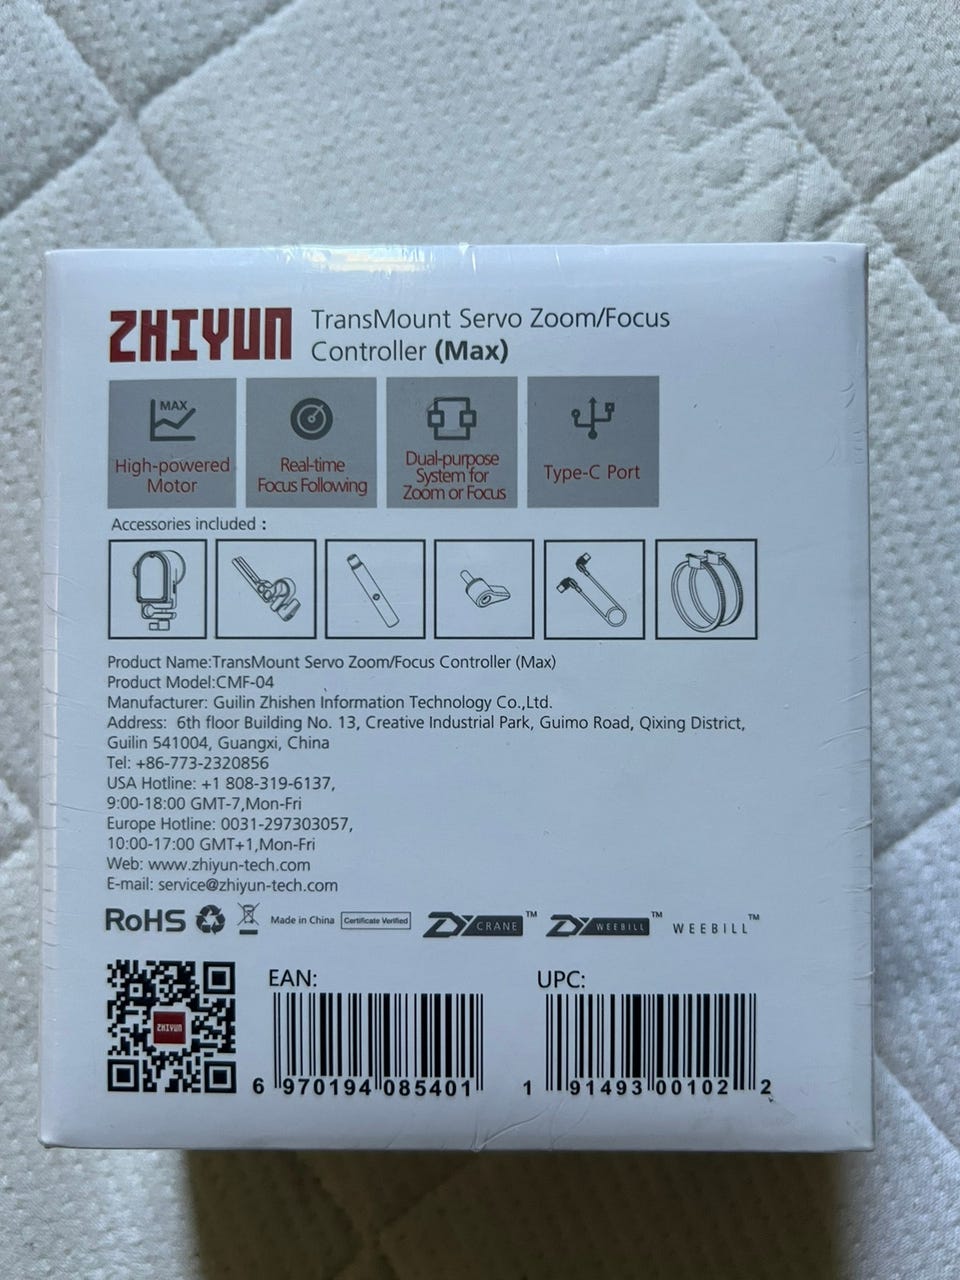 ZHIYUN
TransMount Servo Zoom/Focus
Controller (Max)
MAX
High-powered
Motor
Real-time
Focus Following
Dual-purpose
System for
Zoom or Focus
Type-C Port
Accessories included :
Product Name:TransMount Servo Zoom/Focus Controller (Max)
Product Model:CMF-04
Manufacturer: Guilin Zhishen Information Technology Co.,Ltd.
Address: 6th floor Building No. 13, Creative Industrial Park, Guimo Road, Qixing District,
Guilin 541004, Guangxi, China
Tel: +86-773-2320856
USA Hotline: +1 808-319-6137,
9:00-18:00 GMT-7,Mon-Fri
Europe Hotline: 0031-297303057,
10:00-17:00 GMT+1,Mon-Fri
Web: www.zhiyun-tech.com
E-mail: service@zhiyun-tech.com
RoHS Made in China Certificate Verified CRANE™ WEEBILL™ WEEBILL™
ZHIYUN
EAN:
6 970194 085401
UPC:
1 91493 00102 2